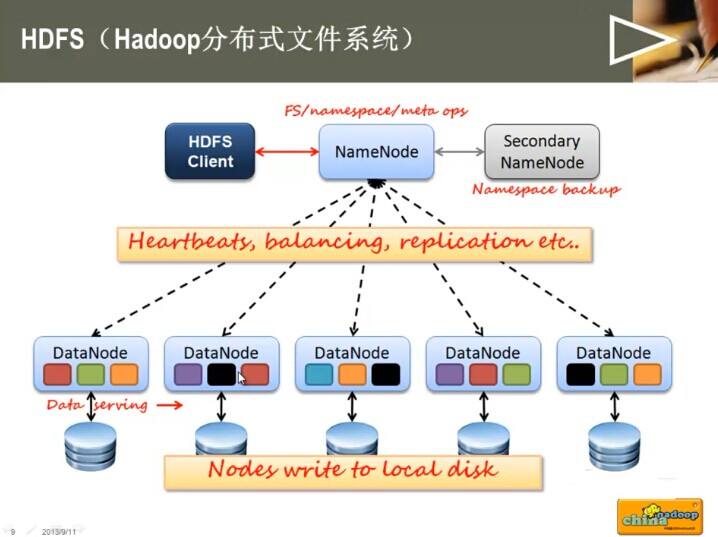 HDFS（Hadoop分布式文件系统）
FS/namespace/meta ops
HDFS
Client
NameNode
Secondary
NameNode
Namespace backup
Heartbeats, balancing, replication etc..
DataNode
DataNode
DataNode
DataNode
DataNode
Data serving
Nodes write to local disk
china
hadoop
9
2013/9/11